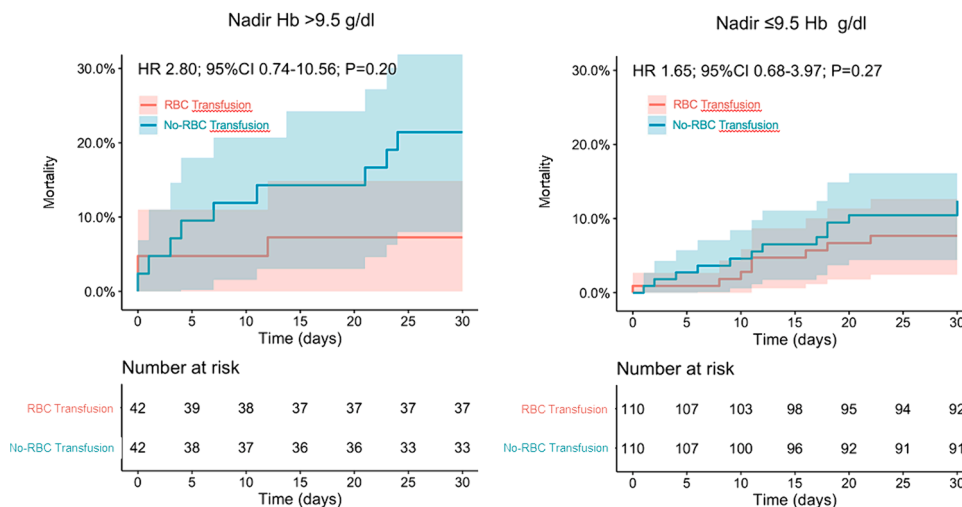 Nadir Hb >9.5 g/dl
HR 2.80; 95%CI 0.74-10.56; P=0.20
RBC Transfusion
No-RBC Transfusion
Mortality
30.0%
20.0%
10.0%
0.0%
0 5 10 15 20 25 30
Time (days)
Number at risk
RBC Transfusion 42 39 38 37 37 37 37
No-RBC Transfusion 42 38 37 36 36 33 33
0 5 10 15 20 25 30
Time (days)
Nadir ≤9.5 Hb g/dl
HR 1.65; 95%CI 0.68-3.97; P=0.27
RBC Transfusion
No-RBC Transfusion
Mortality
30.0%
20.0%
10.0%
0.0%
0 5 10 15 20 25 30
Time (days)
Number at risk
RBC Transfusion 110 107 103 98 95 94 92
No-RBC Transfusion 110 107 100 96 92 91 91
0 5 10 15 20 25 30
Time (days)